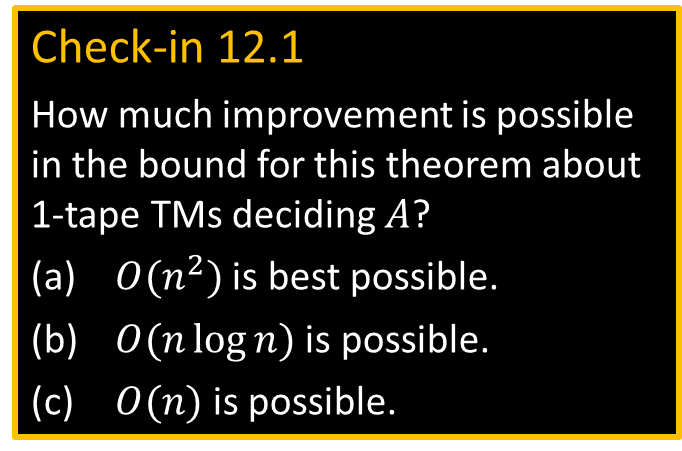 Check-in 12.1
How much improvement is possible
in the bound for this theorem about
1-tape TMs deciding 𝐴?
(a) 𝑂(𝑛²) is best possible.
(b) 𝑂(𝑛 log 𝑛) is possible.
(c) 𝑂(𝑛) is possible.